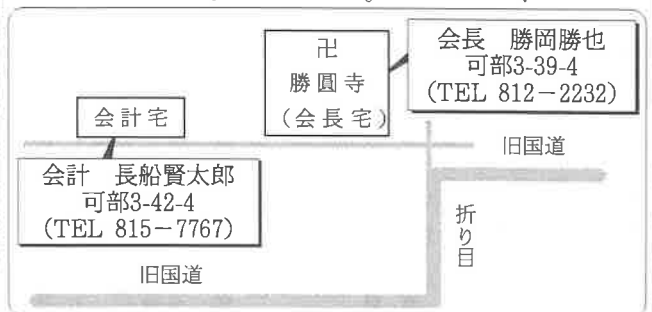 卍
勝圓寺
(会長宅)
会長 勝岡勝也
可部3-39-4
(TEL 812-2232)
会計宅
旧国道
会計 長船賢太郎
可部3-42-4
(TEL 815-7767)
折り目
旧国道